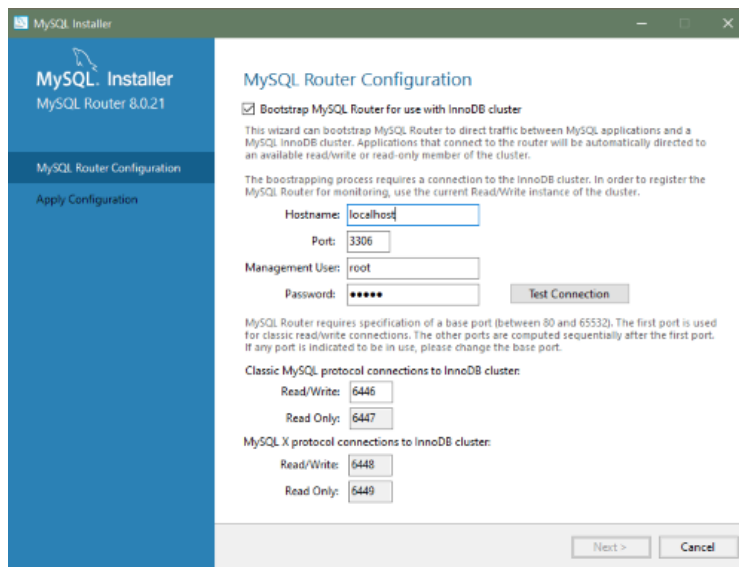 MySQL Installer
MySQL. Installer
MySQL Router 8.0.21
MySQL Router Configuration
Apply Configuration
MySQL Router Configuration
Bootstrap MySQL Router for use with InnoDB cluster
This wizard can bootstrap MySQL Router to direct traffic between MySQL applications and a
MySQL InnoDB cluster. Applications that connect to the router will be automatically directed to
an available read/write or read-only member of the cluster.
The boostrapping process requires a connection to the InnoDB cluster. In order to register the
MySQL Router for monitoring, use the current Read/Write instance of the cluster.
Hostname: localhost
Port: 3306
Management User: root
Password: ●●●●●
Test Connection
MySQL Router requires specification of a base port (between 80 and 65532). The first port is used
for classic read/write connections. The other ports are computed sequentially after the first port.
If any port is indicated to be in use, please change the base port.
Classic MySQL protocol connections to InnoDB cluster:
Read/Write: 6446
Read Only: 6447
MySQL X protocol connections to InnoDB cluster:
Read/Write: 6448
Read Only: 6449
Next >
Cancel